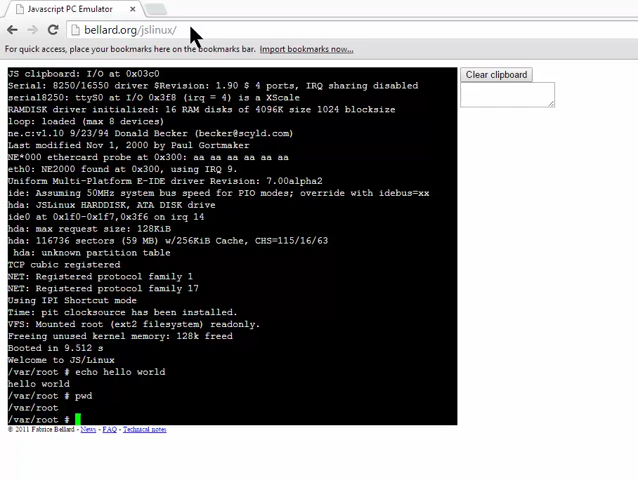 Javascript PC Emulator
bellard.org/jslinux/
For quick access, place your bookmarks here on the bookmarks bar. Import bookmarks now...
JS clipboard: I/O at 0x03c0
Serial: 8250/16550 driver $Revision: 1.90 $ 4 ports, IRQ sharing disabled
serial8250: ttyS0 at I/O 0x3f8 (irq = 4) is a XScale
RAMDISK driver initialized: 16 RAM disks of 4096K size 1024 blocksize
loop: loaded (max 8 devices)
ne.c:v1.10 9/23/94 Donald Becker (becker@scyld.com)
Last modified Nov 1, 2000 by Paul Gortmaker
NE*000 ethercard probe at 0x300: aa aa aa aa aa aa
eth0: NE2000 found at 0x300, using IRQ 9.
Uniform Multi-Platform E-IDE driver Revision: 7.00alpha2
ide: Assuming 50MHz system bus speed for PIO modes; override with idebus=xx
hda: JSLinux HARDDISK, ATA DISK drive
ide0 at 0x1f0-0x1f7,0x3f6 on irq 14
hda: max request size: 128KiB
hda: 116736 sectors (59 MB) w/256KiB Cache, CHS=115/16/63
hda: unknown partition table
TCP cubic registered
NET: Registered protocol family 1
NET: Registered protocol family 17
Using IPI Shortcut mode
Time: pit clocksource has been installed.
VFS: Mounted root (ext2 filesystem) readonly.
Freeing unused kernel memory: 128k freed
Booted in 9.512 s
Welcome to JS/Linux
/var/root # echo hello world
hello world
/var/root # pwd
/var/root
/var/root #
Clear clipboard
© 2011 Fabrice Bellard - News - FAQ - Technical notes